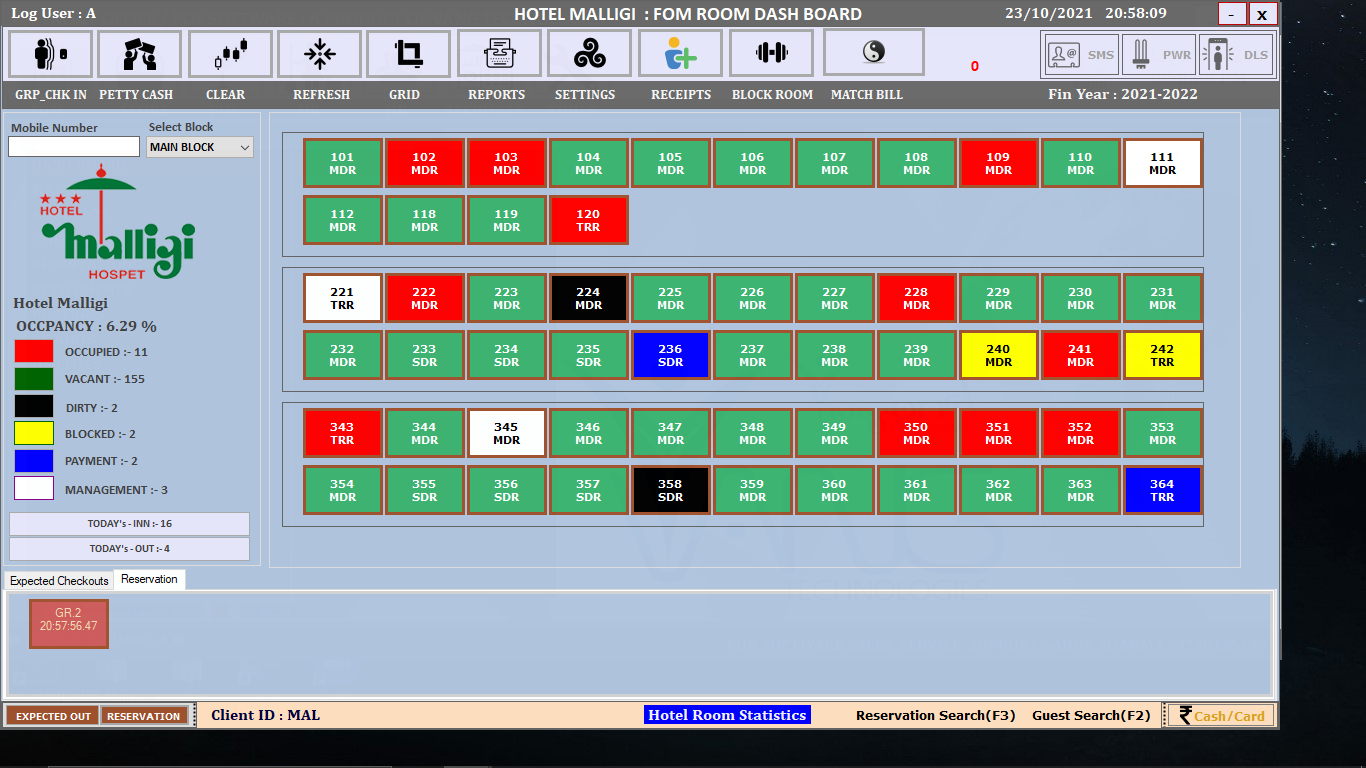 Log User : A
HOTEL MALLIGI : FOM ROOM DASH BOARD
23/10/2021 20:58:09
- X
0
SMS PWR DLS
GRP_CHK IN PETTY CASH CLEAR REFRESH GRID REPORTS SETTINGS RECEIPTS BLOCK ROOM MATCH BILL
Fin Year : 2021-2022
Mobile Number
Select Block
MAIN BLOCK
HOTEL
malligi
HOSPET
Hotel Malligi
OCCPANCY : 6.29 %
OCCUPIED :- 11
VACANT :- 155
DIRTY :- 2
BLOCKED :- 2
PAYMENT :- 2
MANAGEMENT :- 3
TODAY's - INN :- 16
TODAY's - OUT :- 4
101 102 103 104 105 106 107 108 109 110 111
MDR MDR MDR MDR MDR MDR MDR MDR MDR MDR MDR
112 118 119 120
MDR MDR MDR TRR
221 222 223 224 225 226 227 228 229 230 231
TRR MDR MDR MDR MDR MDR MDR MDR MDR MDR MDR
232 233 234 235 236 237 238 239 240 241 242
MDR SDR SDR SDR SDR MDR MDR MDR MDR MDR TRR
343 344 345 346 347 348 349 350 351 352 353
TRR MDR MDR MDR MDR MDR MDR MDR MDR MDR MDR
354 355 356 357 358 359 360 361 362 363 364
MDR SDR SDR SDR SDR MDR MDR MDR MDR MDR TRR
Expected Checkouts Reservation
GR.2
20:57:56.47
EXPECTED OUT RESERVATION
Client ID : MAL
Hotel Room Statistics
Reservation Search(F3) Guest Search(F2)
₹ Cash/Card